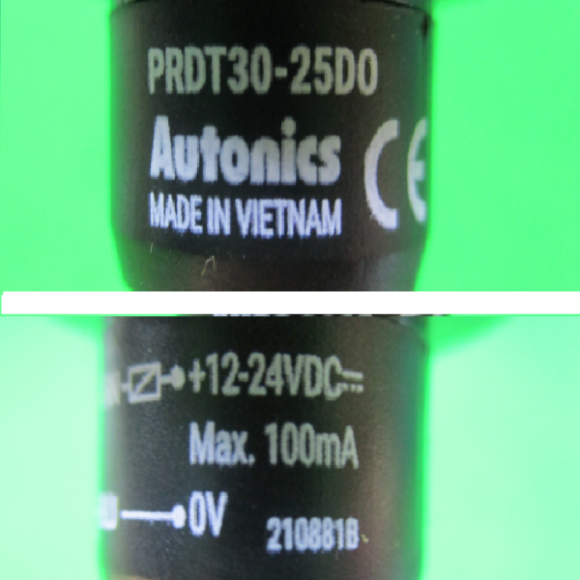 PRDT30-25DO
Autonics
CE
MADE IN VIETNAM
+12-24VDC⎓
Max. 100mA
0V
210881B